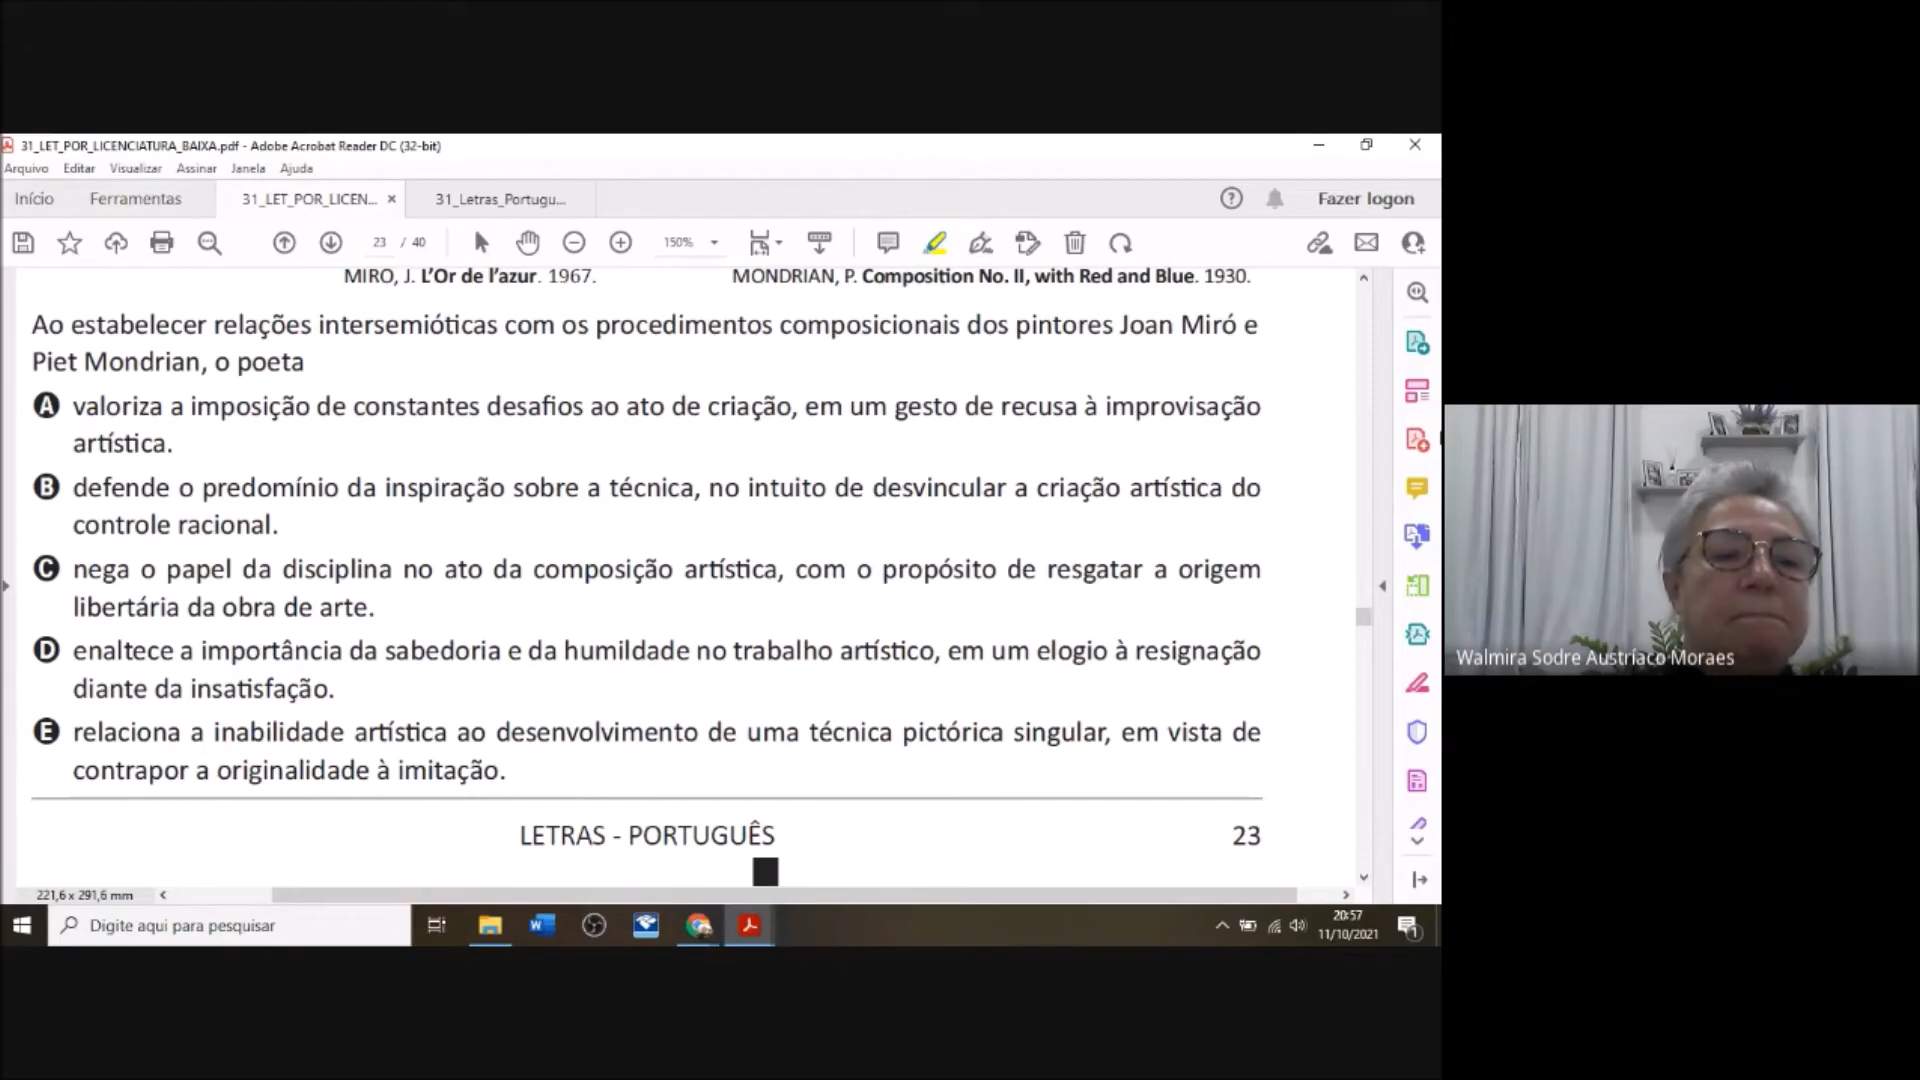 31_LET_POR_LICENCIATURA_BAIXA.pdf - Adobe Acrobat Reader DC (32-bit)
Arquivo Editar Visualizar Assinar Janela Ajuda
Início Ferramentas 31_LET_POR_LICEN... × 31_Letras_Portugu... Fazer logon
23 / 40 150%
MIRO, J. L'Or de l'azur. 1967. MONDRIAN, P. Composition No. II, with Red and Blue. 1930.
Ao estabelecer relações intersemióticas com os procedimentos composicionais dos pintores Joan Miró e
Piet Mondrian, o poeta
A valoriza a imposição de constantes desafios ao ato de criação, em um gesto de recusa à improvisação
artística.
B defende o predomínio da inspiração sobre a técnica, no intuito de desvincular a criação artística do
controle racional.
C nega o papel da disciplina no ato da composição artística, com o propósito de resgatar a origem
libertária da obra de arte.
D enaltece a importância da sabedoria e da humildade no trabalho artístico, em um elogio à resignação
diante da insatisfação.
E relaciona a inabilidade artística ao desenvolvimento de uma técnica pictórica singular, em vista de
contrapor a originalidade à imitação.
LETRAS - PORTUGUÊS 23
221,6 x 291,6 mm
Digite aqui para pesquisar
20:57
11/10/2021
1
Walmira Sodre Austríaco Moraes